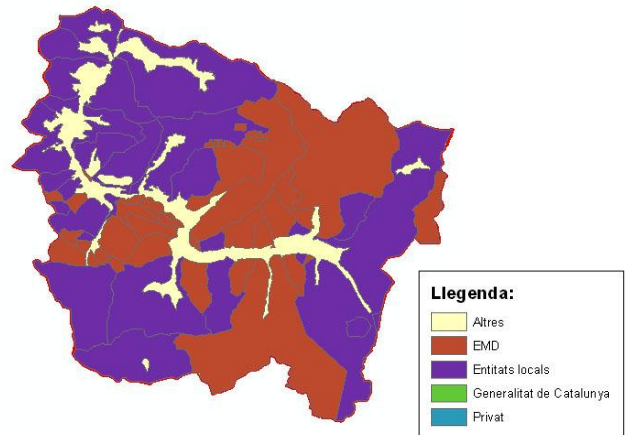 Llegenda:
Altres
EMD
Entitats locals
Generalitat de Catalunya
Privat